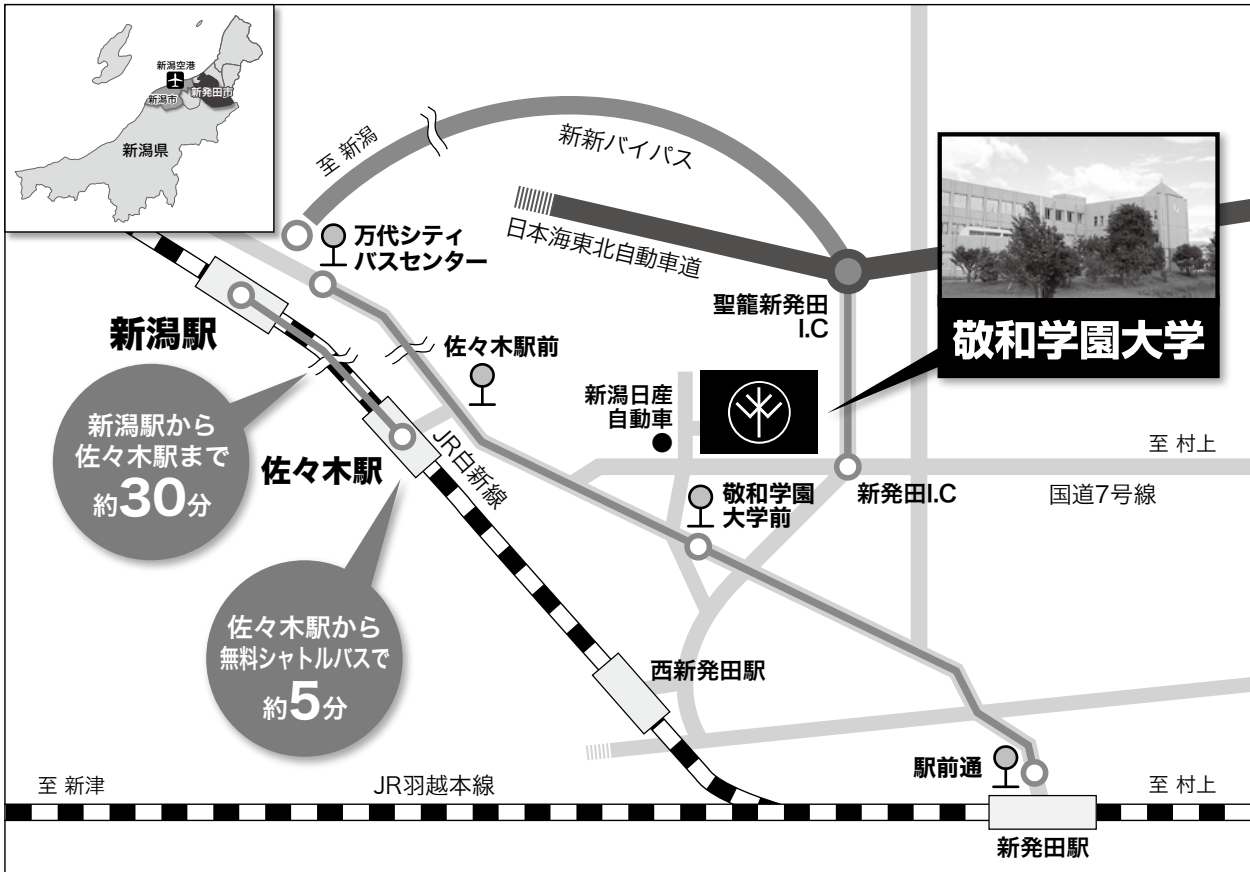 新潟空港
新潟市
新発田市
新潟県
至 新潟
新新バイパス
日本海東北自動車道
万代シティ
バスセンター
聖籠新発田
I.C
敬和学園大学
新潟駅
佐々木駅前
新潟日産
自動車
新潟駅から
佐々木駅まで
約30分
佐々木駅
JR白新線
至 村上
敬和学園
大学前
新発田I.C
国道7号線
佐々木駅から
無料シャトルバスで
約5分
西新発田駅
駅前通
至 新津
JR羽越本線
至 村上
新発田駅